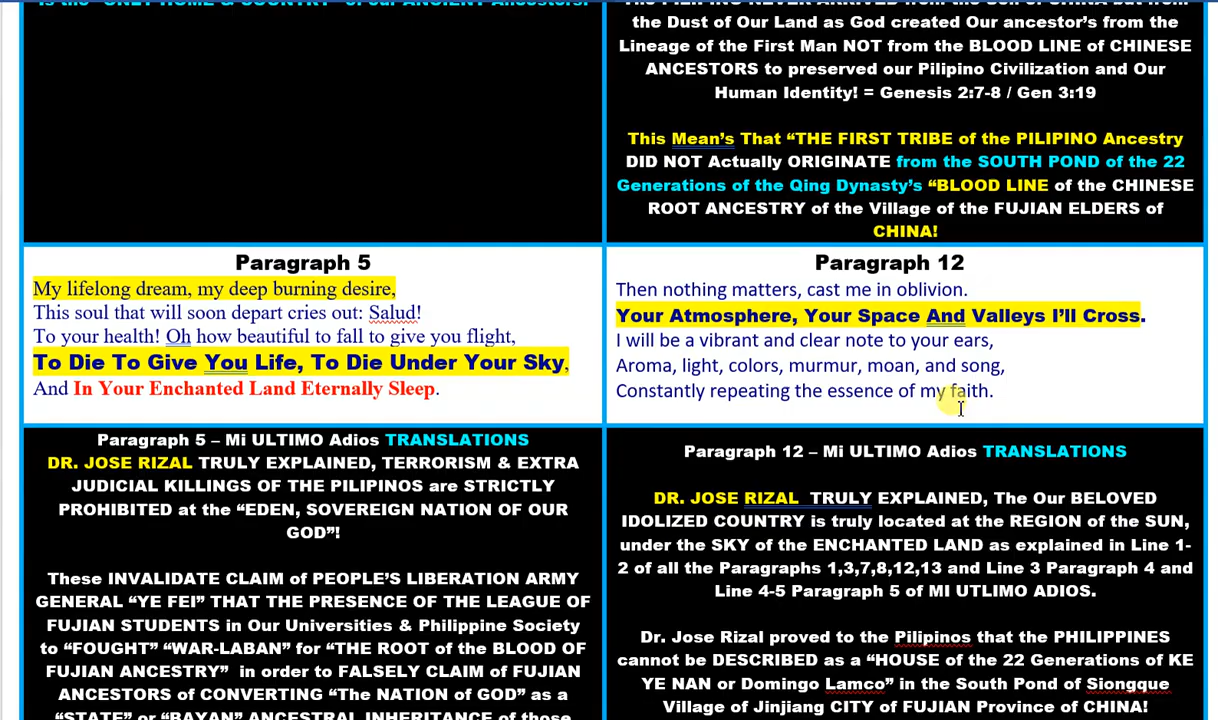 is the "ONLY HOME & COUNTRY" of our ANCIENT Ancestors!
the Dust of Our Land as God created Our ancestor's from the
Lineage of the First Man NOT from the BLOOD LINE of CHINESE
ANCESTORS to preserved our Pilipino Civilization and Our
Human Identity! = Genesis 2:7-8 / Gen 3:19
This Mean's That "THE FIRST TRIBE of the PILIPINO Ancestry
DID NOT Actually ORIGINATE from the SOUTH POND of the 22
Generations of the Qing Dynasty's "BLOOD LINE of the CHINESE
ROOT ANCESTRY of the Village of the FUJIAN ELDERS of
CHINA!
Paragraph 5
My lifelong dream, my deep burning desire,
This soul that will soon depart cries out: Salud!
To your health! Oh how beautiful to fall to give you flight,
To Die To Give You Life, To Die Under Your Sky,
And In Your Enchanted Land Eternally Sleep.
Paragraph 12
Then nothing matters, cast me in oblivion.
Your Atmosphere, Your Space And Valleys I'll Cross.
I will be a vibrant and clear note to your ears,
Aroma, light, colors, murmur, moan, and song,
Constantly repeating the essence of my faith.
Paragraph 5 – Mi ULTIMO Adios TRANSLATIONS
DR. JOSE RIZAL TRULY EXPLAINED, TERRORISM & EXTRA
JUDICIAL KILLINGS OF THE PILIPINOS are STRICTLY
PROHIBITED at the "EDEN, SOVEREIGN NATION OF OUR
GOD"!
These INVALIDATE CLAIM of PEOPLE'S LIBERATION ARMY
GENERAL "YE FEI" THAT THE PRESENCE OF THE LEAGUE OF
FUJIAN STUDENTS in Our Universities & Philippine Society
to "FOUGHT" "WAR-LABAN" for "THE ROOT of the BLOOD OF
FUJIAN ANCESTRY" in order to FALSELY CLAIM of FUJIAN
ANCESTORS of CONVERTING "The NATION of GOD" as a
"STATE" or "BAYAN" ANCESTRAL INHERITANCE of those
Paragraph 12 – Mi ULTIMO Adios TRANSLATIONS
DR. JOSE RIZAL TRULY EXPLAINED, The Our BELOVED
IDOLIZED COUNTRY is truly located at the REGION of the SUN,
under the SKY of the ENCHANTED LAND as explained in Line 1-
2 of all the Paragraphs 1,3,7,8,12,13 and Line 3 Paragraph 4 and
Line 4-5 Paragraph 5 of MI UTLIMO ADIOS.
Dr. Jose Rizal proved to the Pilipinos that the PHILIPPINES
cannot be DESCRIBED as a "HOUSE of the 22 Generations of KE
YE NAN or Domingo Lamco" in the South Pond of Siongque
Village of Jinjiang CITY of FUJIAN Province of CHINA!